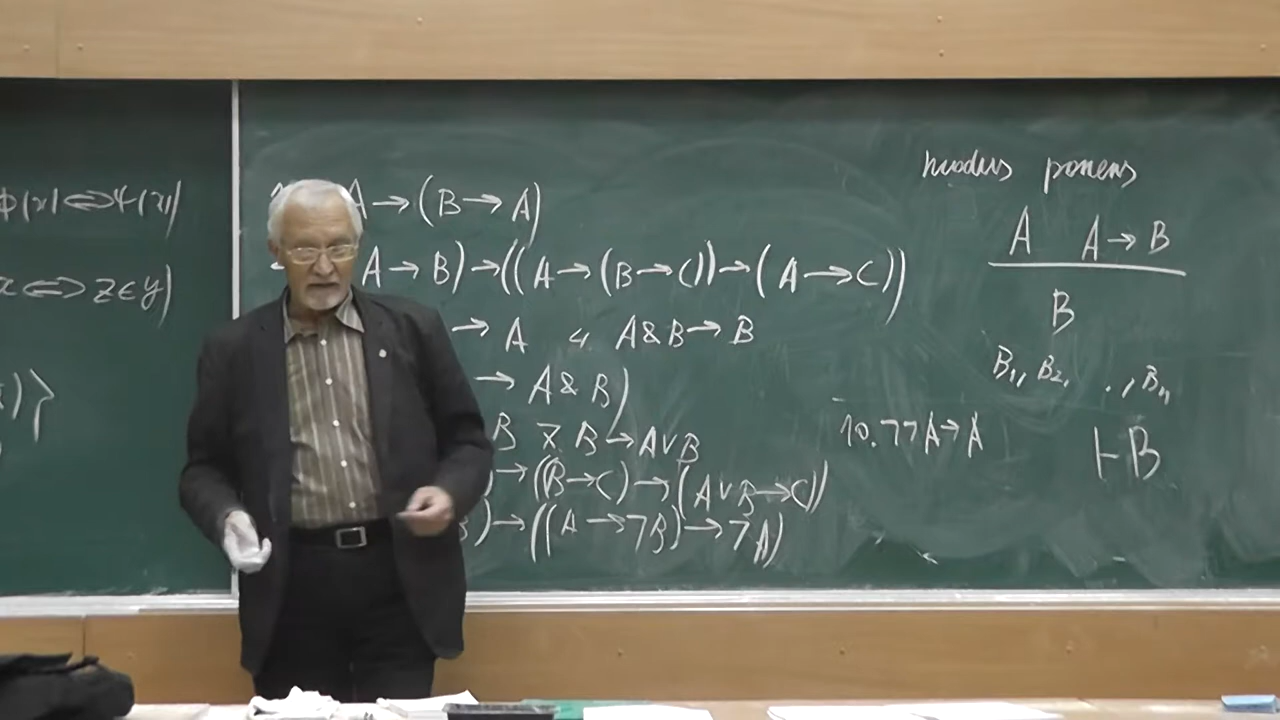 ϕ(x) ⇔ Ψ(x)
x ⇔ z ∈ y)
A → (B → A)
A → B) → ((A → (B → C)) → (A → C))
→ A 4. A & B → B
→ A & B)
B 7. B → A ∨ B
→ ((B → C) → (A ∨ B → C))
) → ((A → ¬B) → ¬A)
10. ¬¬A → A
modus ponens
A A → B
B
B₁, B₂, . . , Bₙ
⊢ B